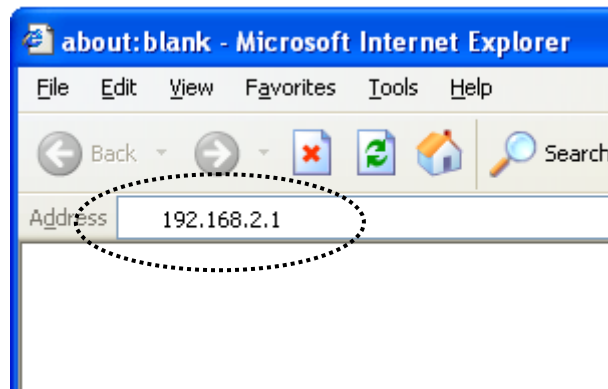 about:blank - Microsoft Internet Explorer
File Edit View Favorites Tools Help
Back Search
Address 192.168.2.1